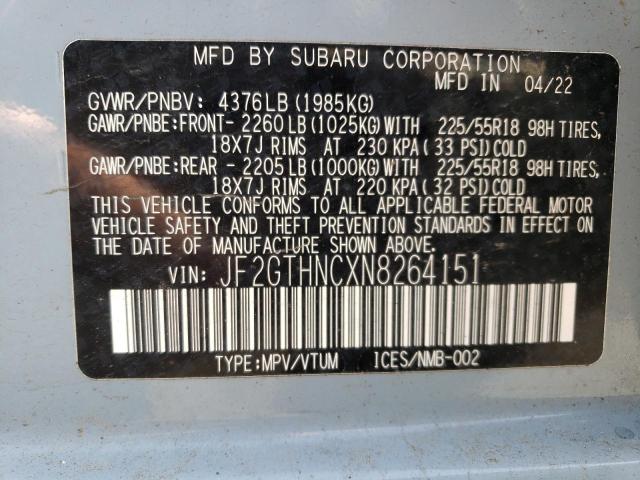 MFD BY SUBARU CORPORATION
MFD IN 04/22
GVWR/PNBV: 4376LB (1985KG)
GAWR/PNBE:FRONT- 2260LB (1025KG)WITH 225/55R18 98H TIRES,
18X7J RIMS AT 230 KPA ( 33 PSI)COLD
GAWR/PNBE:REAR - 2205LB (1000KG)WITH 225/55R18 98H TIRES,
18X7J RIMS AT 220 KPA ( 32 PSI)COLD
THIS VEHICLE CONFORMS TO ALL APPLICABLE FEDERAL MOTOR
VEHICLE SAFETY AND THEFT PREVENTION STANDARDS IN EFFECT ON
THE DATE OF MANUFACTURE SHOWN ABOVE.
VIN: JF2GTHNCXN8264151
TYPE:MPV/VTUM ICES/NMB-002